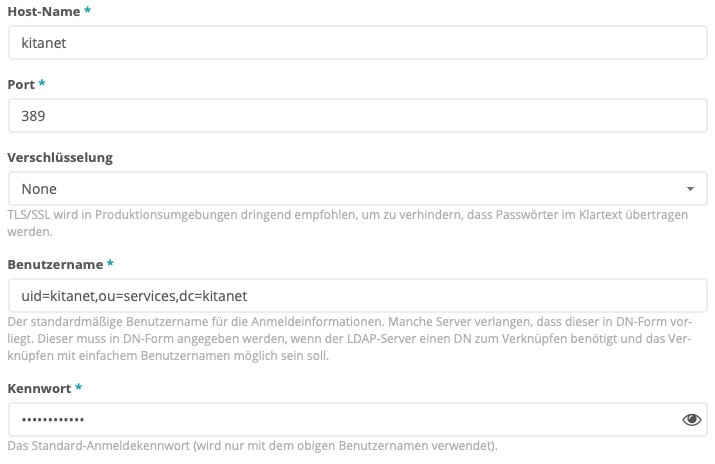 Host-Name *
kitanet
Port *
389
Verschlüsselung
None
TLS/SSL wird in Produktionsumgebungen dringend empfohlen, um zu verhindern, dass Passwörter im Klartext übertragen
werden.
Benutzername *
uid=kitanet,ou=services,dc=kitanet
Der standardmäßige Benutzername für die Anmeldeinformationen. Manche Server verlangen, dass dieser in DN-Form vor-
liegt. Dieser muss in DN-Form angegeben werden, wenn der LDAP-Server einen DN zum Verknüpfen benötigt und das Ver-
knüpfen mit einfachem Benutzernamen möglich sein soll.
Kennwort *
••••••••••••
Das Standard-Anmeldekennwort (wird nur mit dem obigen Benutzernamen verwendet).